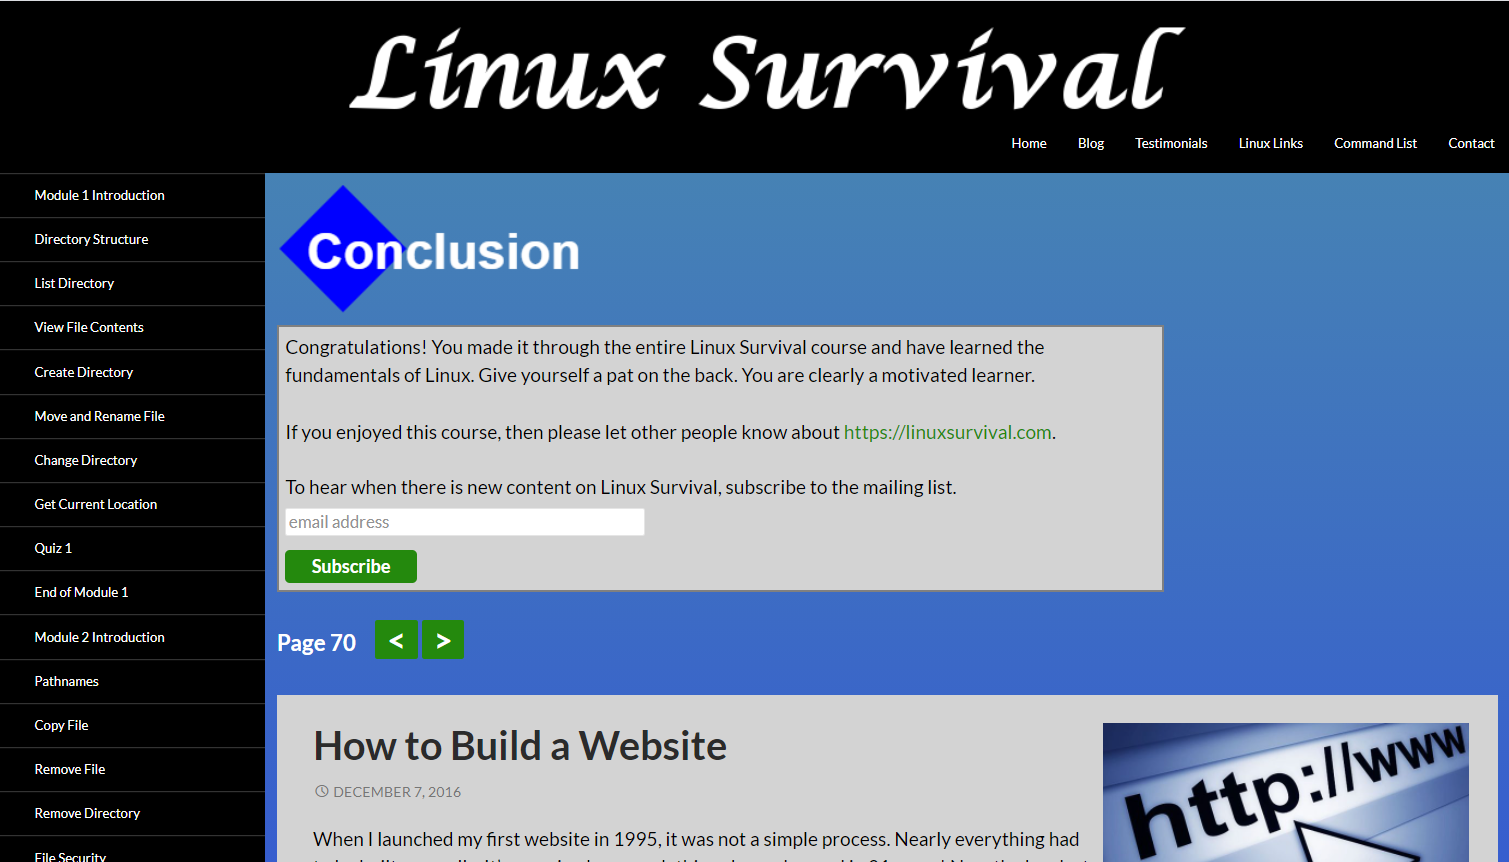 Linux Survival
Home Blog Testimonials Linux Links Command List Contact
Module 1 Introduction
Directory Structure
List Directory
View File Contents
Create Directory
Move and Rename File
Change Directory
Get Current Location
Quiz 1
End of Module 1
Module 2 Introduction
Pathnames
Copy File
Remove File
Remove Directory
File Security
Conclusion
Congratulations! You made it through the entire Linux Survival course and have learned the
fundamentals of Linux. Give yourself a pat on the back. You are clearly a motivated learner.
If you enjoyed this course, then please let other people know about https://linuxsurvival.com.
To hear when there is new content on Linux Survival, subscribe to the mailing list.
email address
Subscribe
Page 70 < >
How to Build a Website
DECEMBER 7, 2016
When I launched my first website in 1995, it was not a simple process. Nearly everything had
http://www